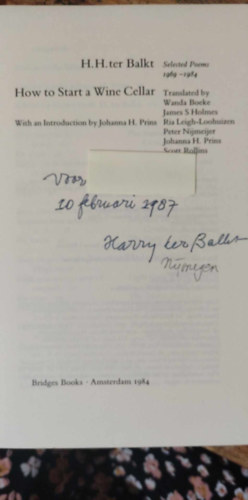 H.H. ter Balkt
Selected Poems
1969–1984
How to Start a Wine Cellar
Translated by
Wanda Boeke
James S Holmes
With an Introduction by Johanna H. Prins
Ria Leigh-Loohuizen
Peter Nijmeijer
Johanna H. Prins
Scott Rollins
Voor
10 februari 1987
Harry ter Balkt
Nijmegen
Bridges Books · Amsterdam 1984